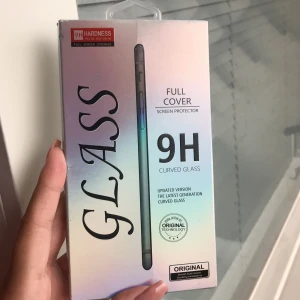 9H HARDNESS
GLASS
FULL
COVER
SCREEN PROTECTOR
9H
CURVED GLASS
UPDATED VERSION
THE LATEST GENERATION
CURVED GLASS
ORIGINAL
TECHNOLOGY
ORIGINAL